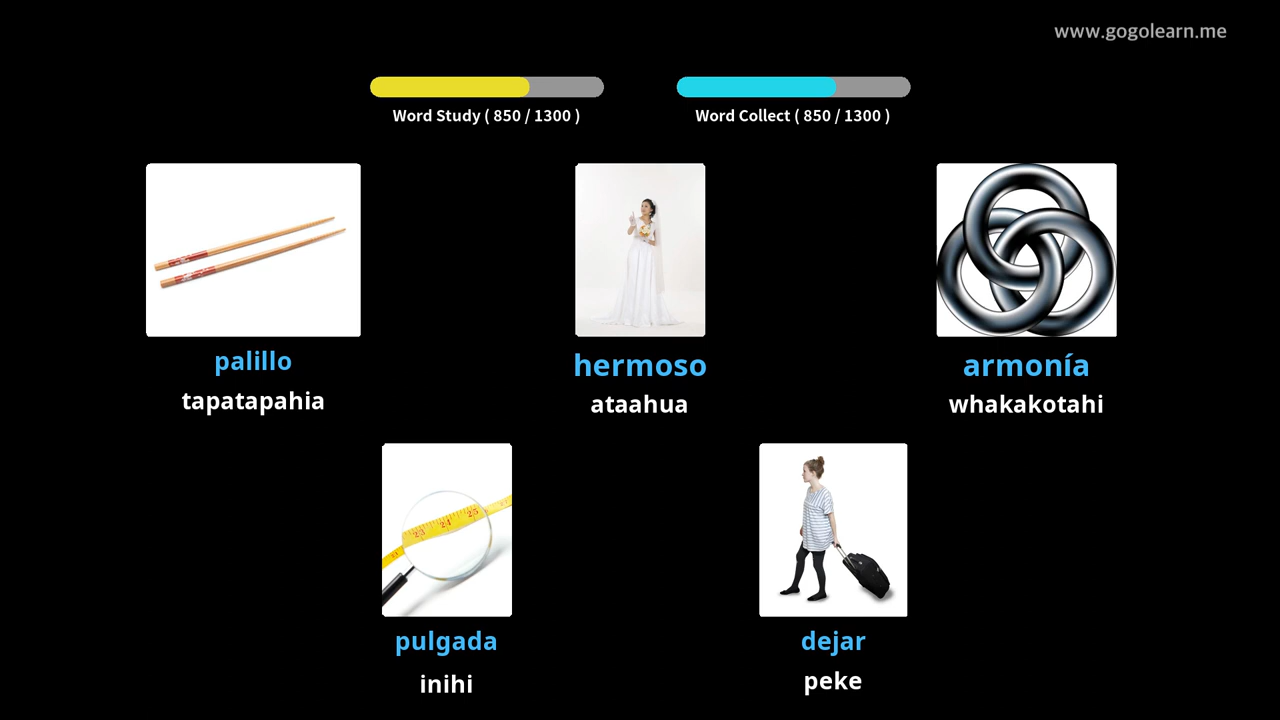 www.gogolearn.me
Word Study ( 850 / 1300 )
Word Collect ( 850 / 1300 )
palillo
tapatapahia
hermoso
ataahua
armonía
whakakotahi
pulgada
inihi
dejar
peke